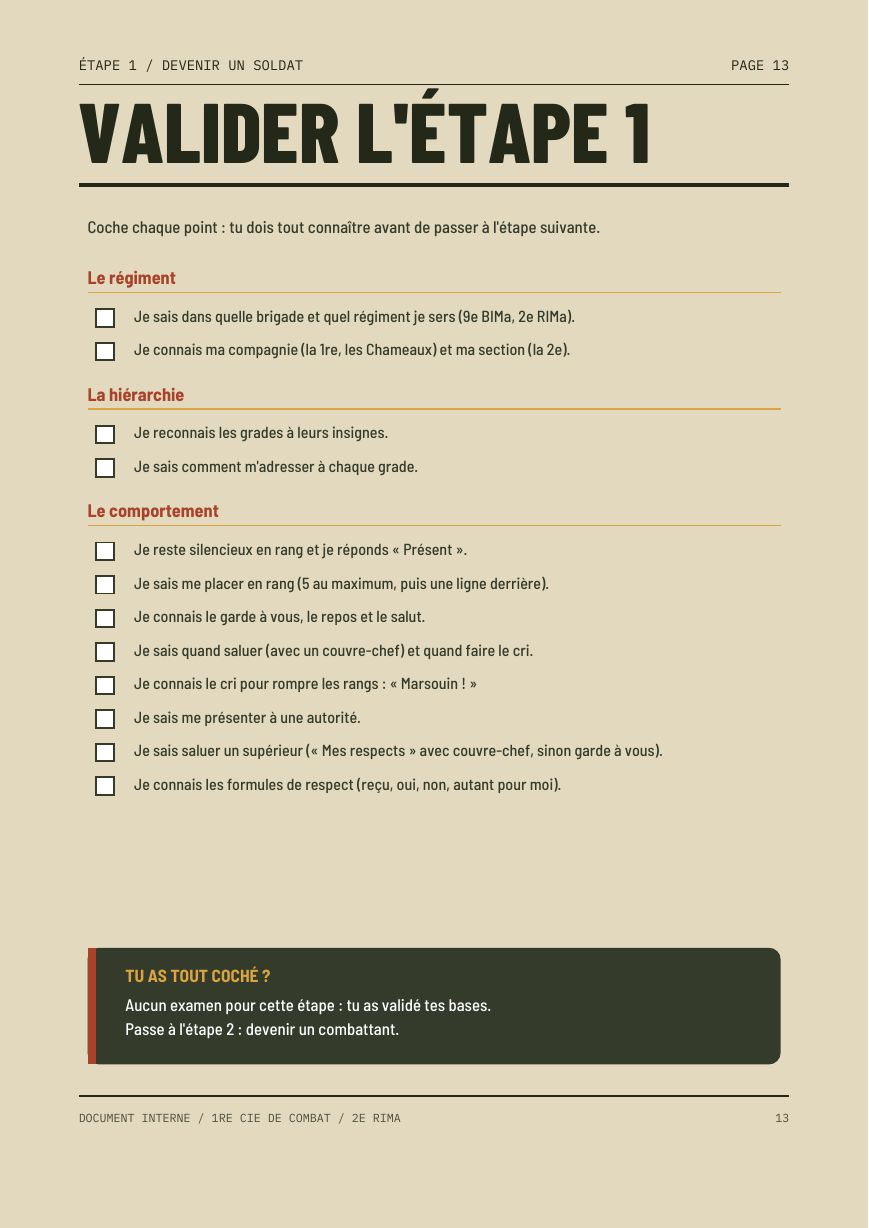 ÉTAPE 1 / DEVENIR UN SOLDAT
PAGE 13
VALIDER L'ÉTAPE 1
Coche chaque point : tu dois tout connaître avant de passer à l'étape suivante.
Le régiment
Je sais dans quelle brigade et quel régiment je sers (9e BIMa, 2e RIMa).
Je connais ma compagnie (la 1re, les Chameaux) et ma section (la 2e).
La hiérarchie
Je reconnais les grades à leurs insignes.
Je sais comment m'adresser à chaque grade.
Le comportement
Je reste silencieux en rang et je réponds « Présent ».
Je sais me placer en rang (5 au maximum, puis une ligne derrière).
Je connais le garde à vous, le repos et le salut.
Je sais quand saluer (avec un couvre-chef) et quand faire le cri.
Je connais le cri pour rompre les rangs : « Marsouin ! »
Je sais me présenter à une autorité.
Je sais saluer un supérieur (« Mes respects » avec couvre-chef, sinon garde à vous).
Je connais les formules de respect (reçu, oui, non, autant pour moi).
TU AS TOUT COCHÉ ?
Aucun examen pour cette étape : tu as validé tes bases.
Passe à l'étape 2 : devenir un combattant.
DOCUMENT INTERNE / 1RE CIE DE COMBAT / 2E RIMA
13